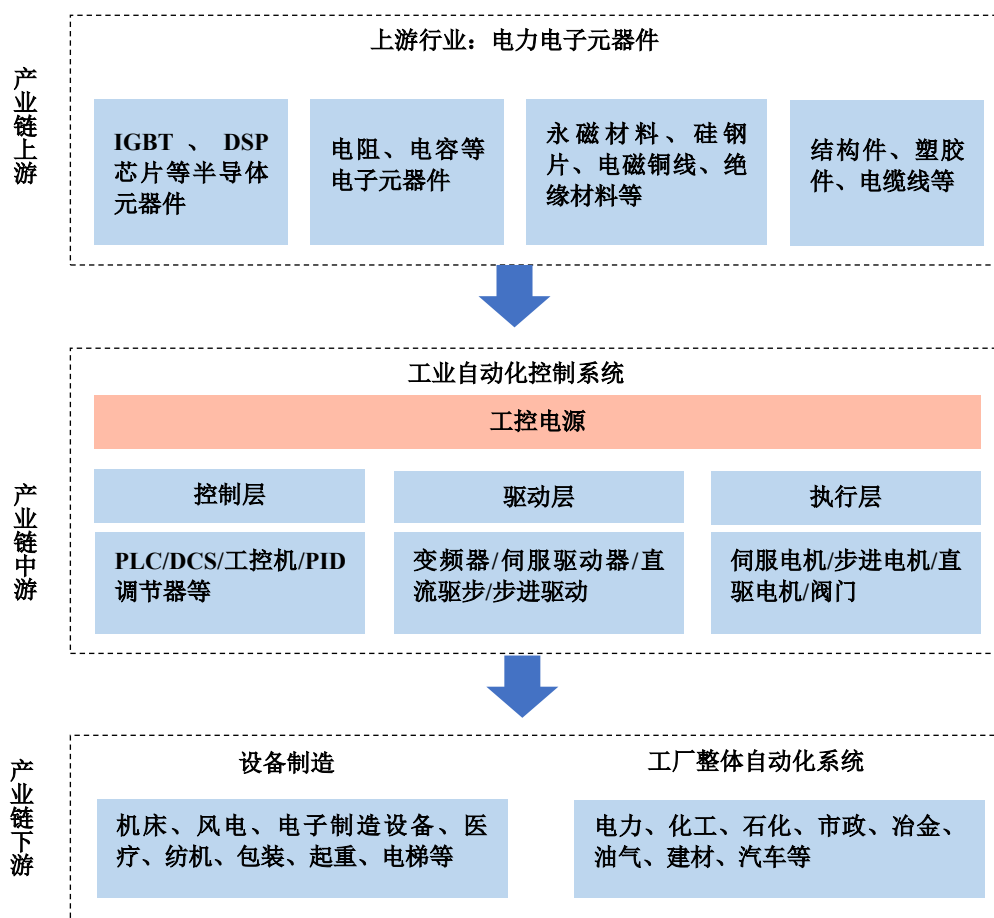 产业链上游
上游行业：电力电子元器件
IGBT 、 DSP
芯片等半导体
元器件
电阻、电容等
电子元器件
永磁材料、硅钢
片、电磁铜线、绝
缘材料等
结构件、塑胶
件、电缆线等
产业链中游
工业自动化控制系统
工控电源
控制层
驱动层
执行层
PLC/DCS/工控机/PID
调节器等
变频器/伺服驱动器/直
流驱步/步进驱动
伺服电机/步进电机/直
驱电机/阀门
产业链下游
设备制造
工厂整体自动化系统
机床、风电、电子制造设备、医
疗、纺机、包装、起重、电梯等
电力、化工、石化、市政、冶金、
油气、建材、汽车等